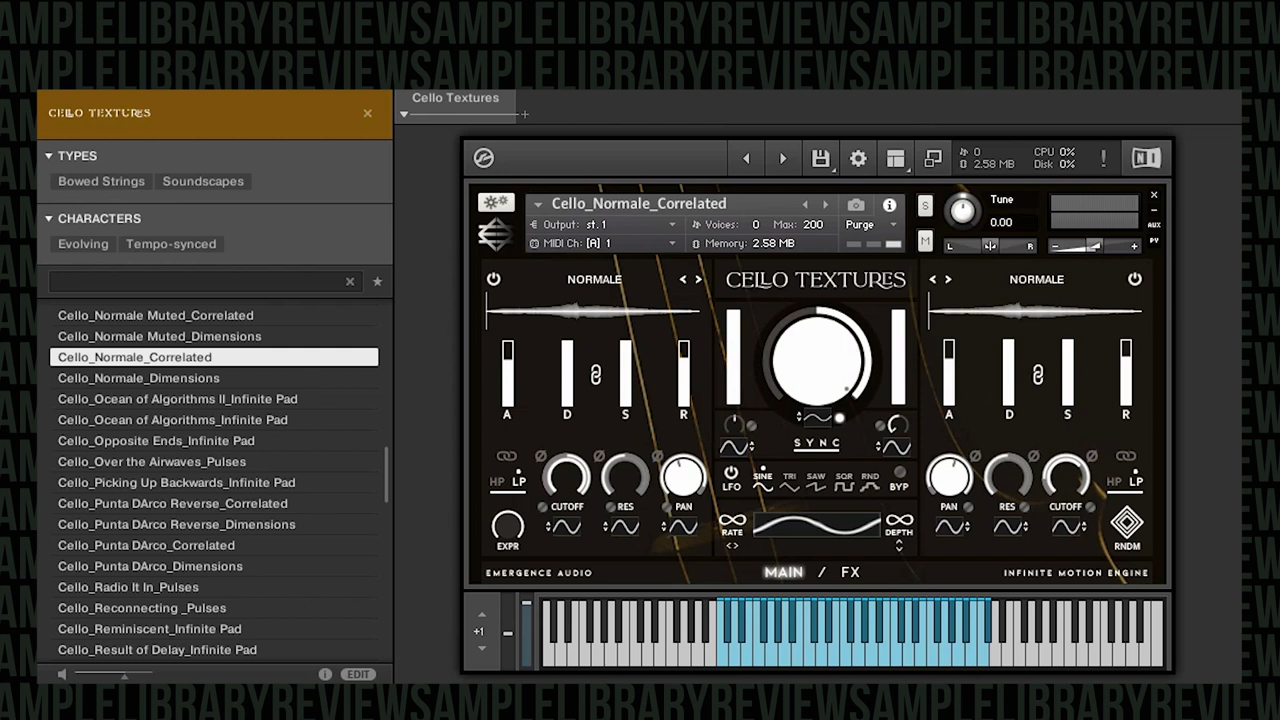 SAMPLELIBRARYREVIEWS
CELLO TEXTURES
TYPES
Bowed Strings Soundscapes
CHARACTERS
Evolving Tempo-synced
Cello_Normale Muted_Correlated
Cello_Normale Muted_Dimensions
Cello_Normale_Correlated
Cello_Normale_Dimensions
Cello_Ocean of Algorithms II_Infinite Pad
Cello_Ocean of Algorithms_Infinite Pad
Cello_Opposite Ends_Infinite Pad
Cello_Over the Airwaves_Pulses
Cello_Picking Up Backwards_Infinite Pad
Cello_Punta DArco Reverse_Correlated
Cello_Punta DArco Reverse_Dimensions
Cello_Punta DArco_Correlated
Cello_Punta DArco_Dimensions
Cello_Radio It In_Pulses
Cello_Reconnecting _Pulses
Cello_Reminiscent_Infinite Pad
Cello_Result of Delay_Infinite Pad
EDIT
Cello Textures
0 CPU 0%
2.58 MB Disk 0%
!
Cello_Normale_Correlated
Output: st.1 Voices: 0 Max: 200 Purge
MIDI Ch: [A] 1 Memory: 2.58 MB
S
M
Tune
0.00
L R
- +
AUX
PV
NORMALE CELLO TEXTURES NORMALE
A D S R A D S R
SYNC
HP LP HP LP
CUTOFF RES PAN
LFO SINE TRI SAW SQR RND BYP
PAN RES CUTOFF
EXPR RATE DEPTH RNDM
EMERGENCE AUDIO MAIN / FX INFINITE MOTION ENGINE
+1
SAMPLELIBRARYREVIEWS